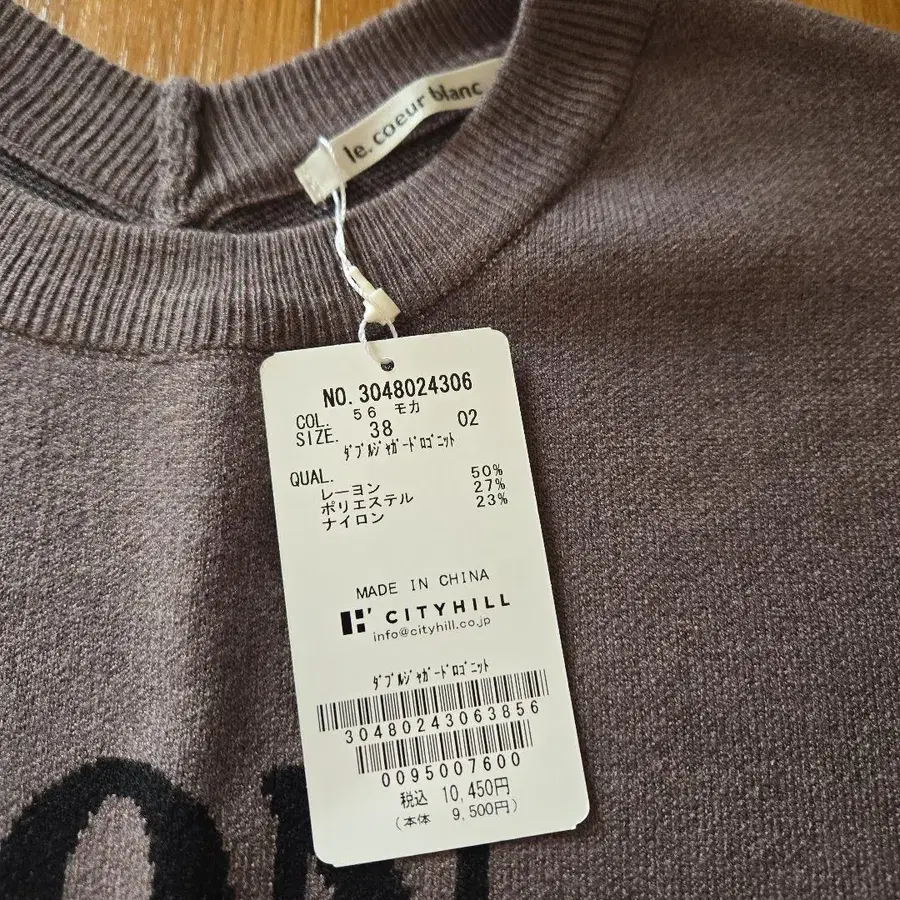 le. coeur blanc
NO. 3048024306
COL. 56 モカ
SIZE. 38 02
ﾀﾞﾌﾞﾙｼﾞｬｶﾞｰﾄﾞﾛｺﾞﾆｯﾄ
QUAL.
レーヨン 50%
ポリエステル 27%
ナイロン 23%
MADE IN CHINA
CITYHILL
info@cityhill.co.jp
ﾀﾞﾌﾞﾙｼﾞｬｶﾞｰﾄﾞﾛｺﾞﾆｯﾄ
30480243063856
0095007600
税込 10,450円
(本体 9,500円)